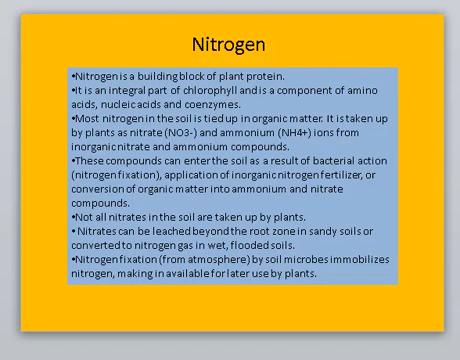 Nitrogen
•Nitrogen is a building block of plant protein.
•It is an integral part of chlorophyll and is a component of amino
acids, nucleic acids and coenzymes.
•Most nitrogen in the soil is tied up in organic matter. It is taken up
by plants as nitrate (NO3-) and ammonium (NH4+) ions from
inorganic nitrate and ammonium compounds.
•These compounds can enter the soil as a result of bacterial action
(nitrogen fixation), application of inorganic nitrogen fertilizer, or
conversion of organic matter into ammonium and nitrate
compounds.
•Not all nitrates in the soil are taken up by plants.
• Nitrates can be leached beyond the root zone in sandy soils or
converted to nitrogen gas in wet, flooded soils.
•Nitrogen fixation (from atmosphere) by soil microbes immobilizes
nitrogen, making in available for later use by plants.